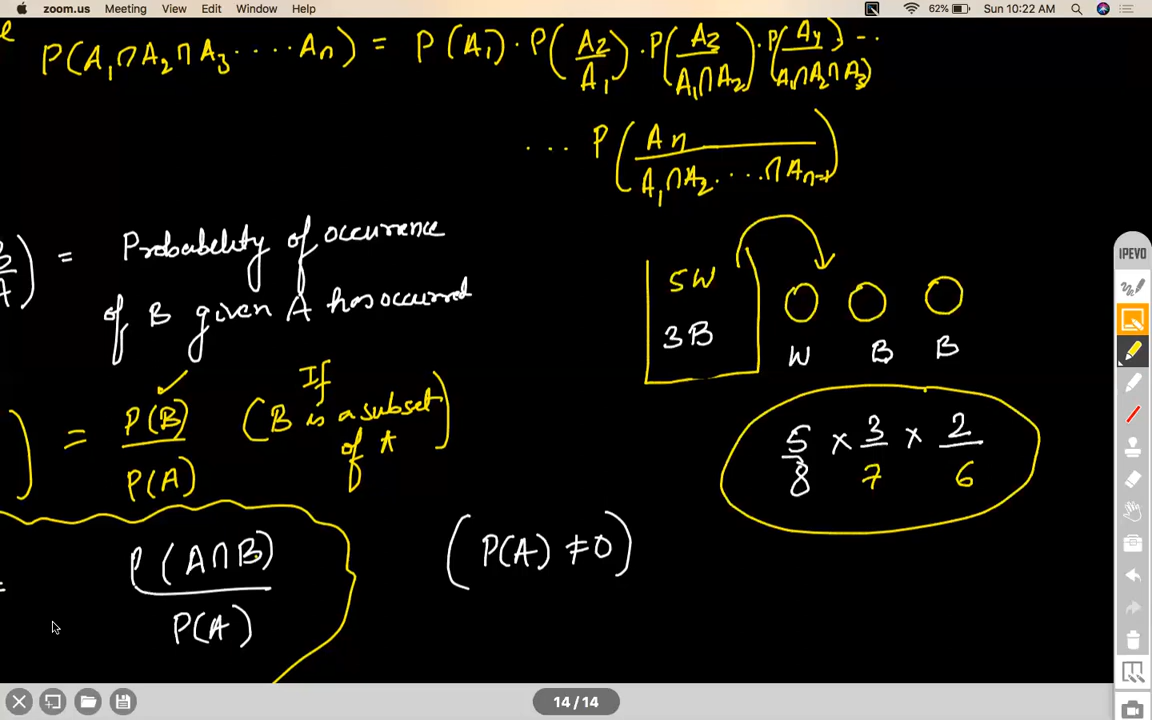 zoom.us Meeting View Edit Window Help 62% Sun 10:22 AM
P(A₁∩A₂∩A₃ ····· Aₙ) = P(A₁)·P(A₂/A₁)·P(A₃/A₁∩A₂)·P(A₄/A₁∩A₂∩A₃)···
··· P(Aₙ/A₁∩A₂·····∩Aₙ₋₁)
= Probability of occurrence
of B given A has occurred
= P(B)/P(A) (If B is a subset of A)
P(A∩B)/P(A) (P(A) ≠ 0)
5W
3B
W B B
5/8 × 3/7 × 2/6
IPEVO
14 / 14